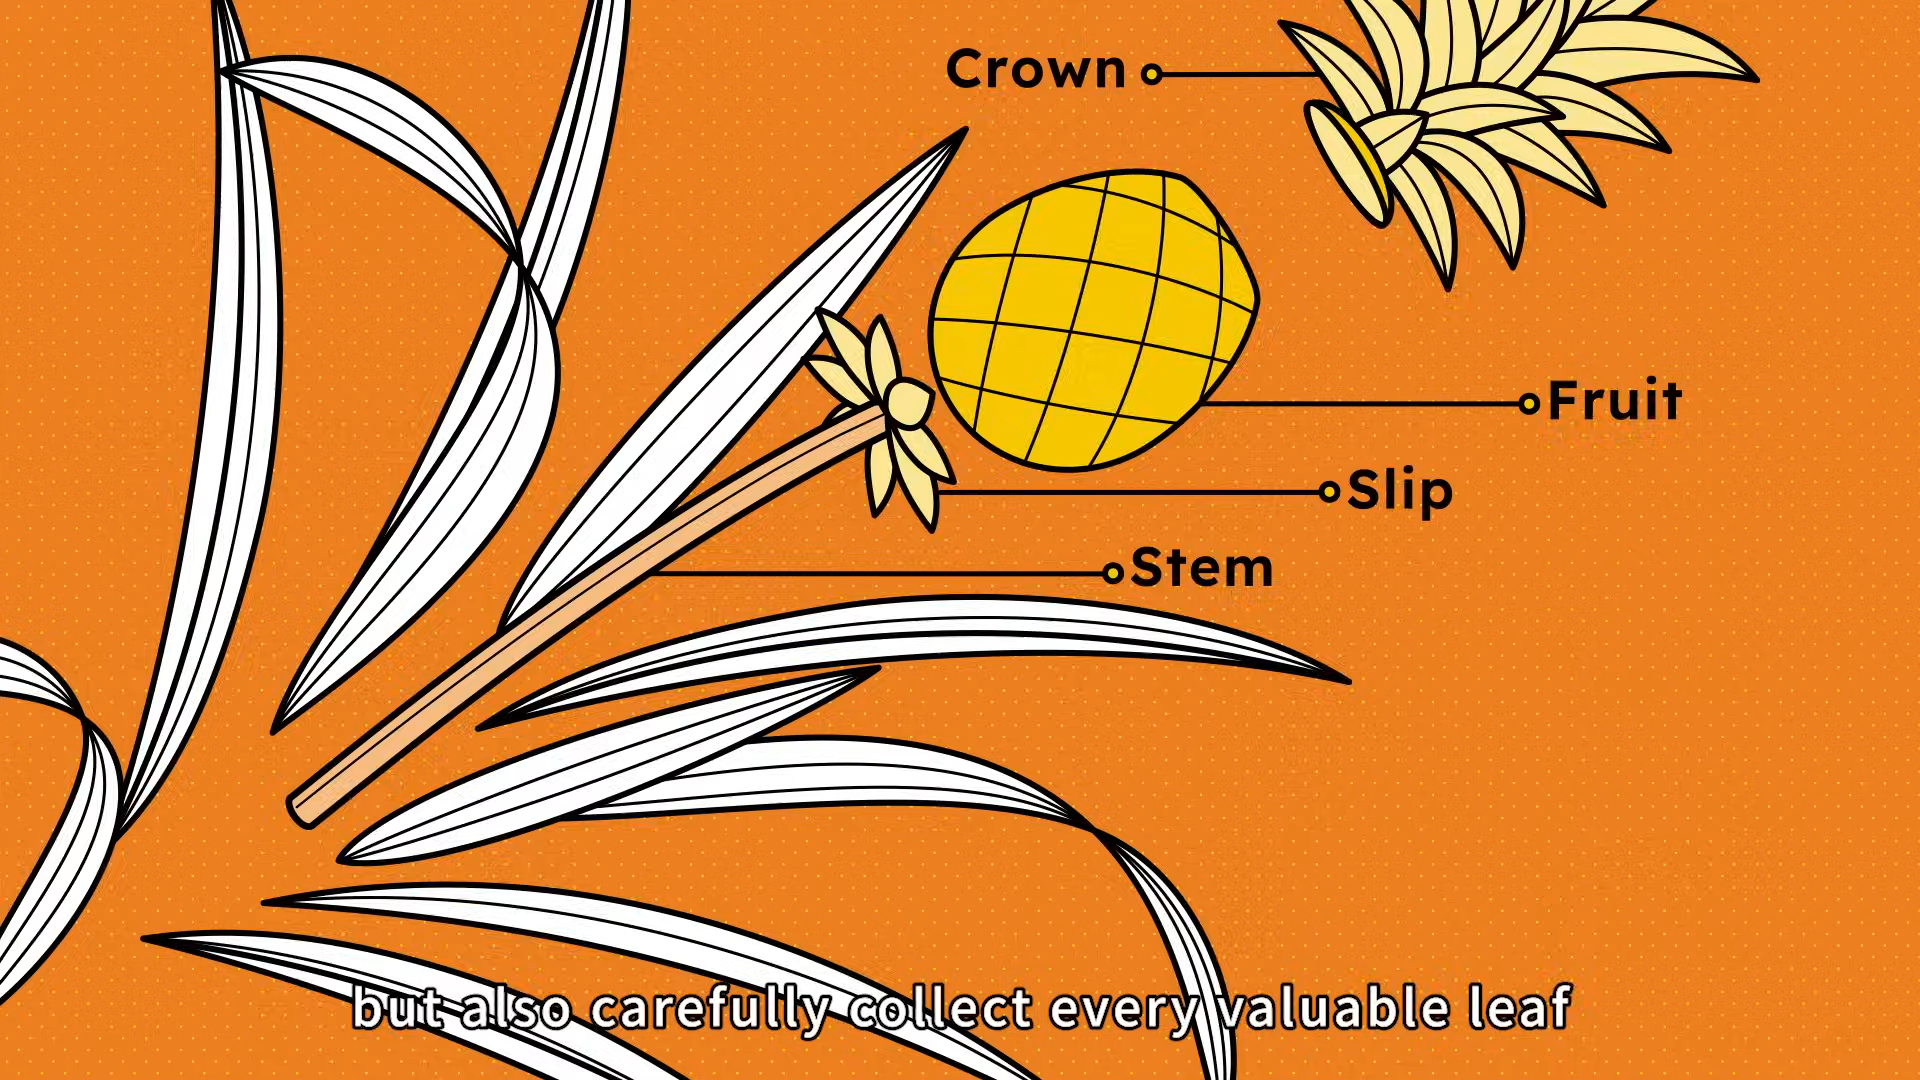 Crown
Fruit
Slip
Stem
but also carefully collect every valuable leaf